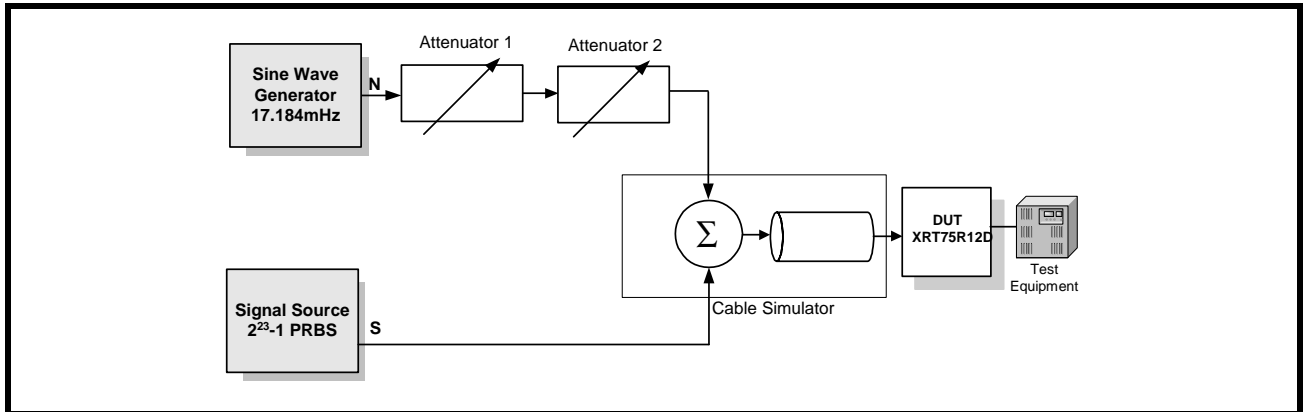 Attenuator 1
Attenuator 2
Sine Wave
Generator
17.184mHz
N
Σ
DUT
XRT75R12D
Test
Equipment
Cable Simulator
Signal Source
2²³-1 PRBS
S